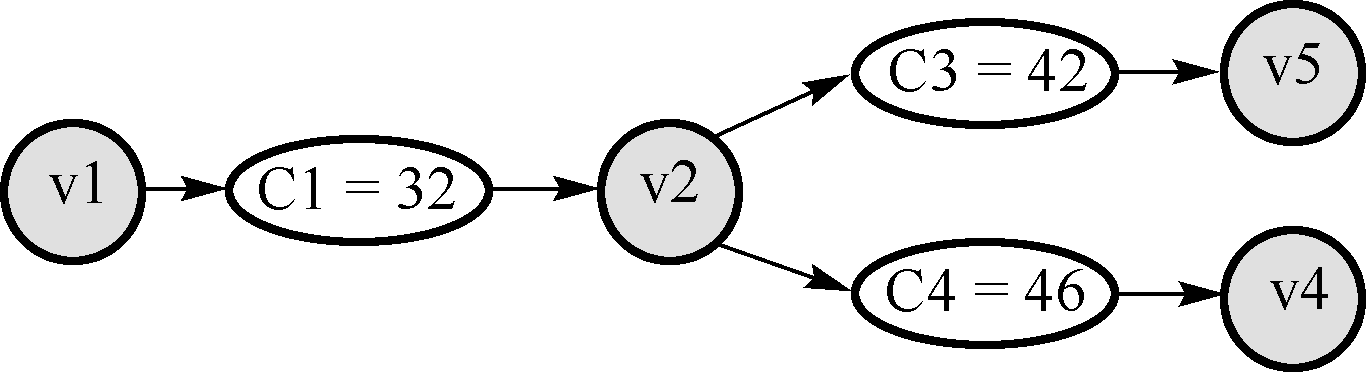 v1
C1 = 32
v2
C3 = 42
v5
C4 = 46
v4